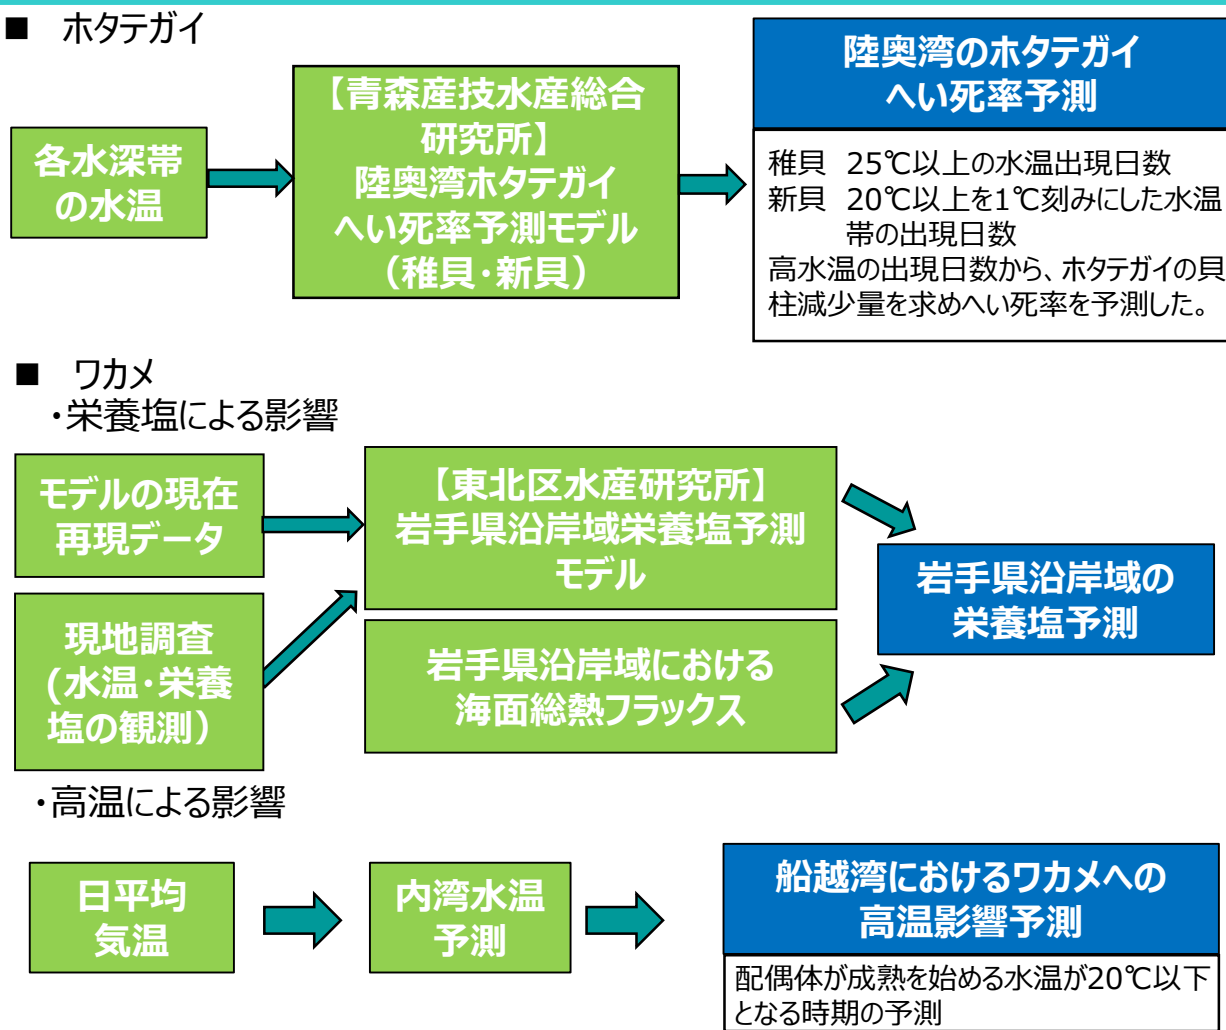 ■ ホタテガイ
各水深帯
の水温
【青森産技水産総合
研究所】
陸奥湾ホタテガイ
へい死率予測モデル
（稚貝・新貝）
陸奥湾のホタテガイ
へい死率予測
稚貝 25℃以上の水温出現日数
新貝 20℃以上を1℃刻みにした水温
帯の出現日数
高水温の出現日数から、ホタテガイの貝
柱減少量を求めへい死率を予測した。
■ ワカメ
・栄養塩による影響
モデルの現在
再現データ
現地調査
(水温・栄養
塩の観測）
【東北区水産研究所】
岩手県沿岸域栄養塩予測
モデル
岩手県沿岸域における
海面総熱フラックス
岩手県沿岸域の
栄養塩予測
・高温による影響
日平均
気温
内湾水温
予測
船越湾におけるワカメへの
高温影響予測
配偶体が成熟を始める水温が20℃以下
となる時期の予測